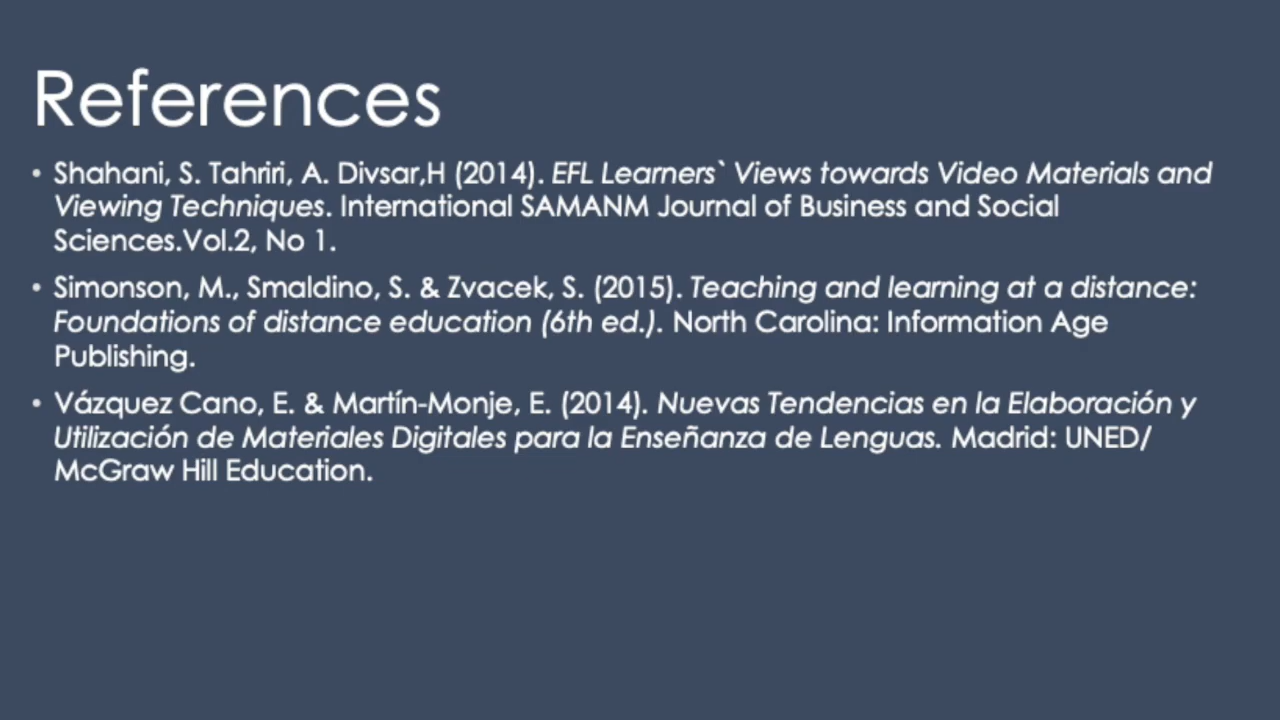 References
• Shahani, S. Tahriri, A. Divsar,H (2014). EFL Learners` Views towards Video Materials and
Viewing Techniques. International SAMANM Journal of Business and Social
Sciences.Vol.2, No 1.
• Simonson, M., Smaldino, S. & Zvacek, S. (2015). Teaching and learning at a distance:
Foundations of distance education (6th ed.). North Carolina: Information Age
Publishing.
• Vázquez Cano, E. & Martín-Monje, E. (2014). Nuevas Tendencias en la Elaboración y
Utilización de Materiales Digitales para la Enseñanza de Lenguas. Madrid: UNED/
McGraw Hill Education.